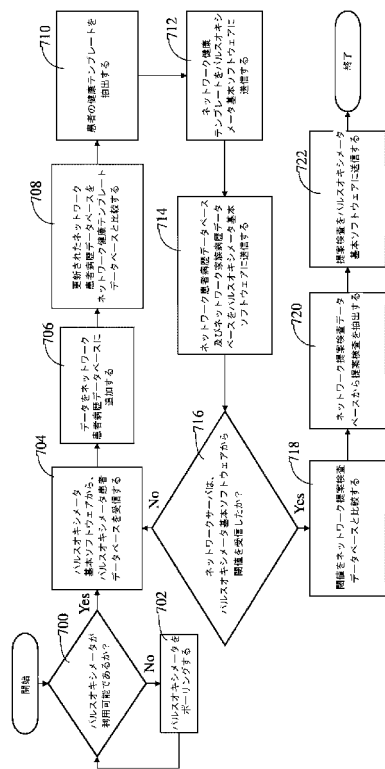 開始
700
パルスオキシメータが
利用可能であるか?
Yes
No
702
パルスオキシメータを
ポーリングする
704
パルスオキシメータ
基本ソフトウェアから、
パルスオキシメータ患者
データベースを受信する
706
データをネットワーク
患者病歴データベースに
追加する
708
更新されたネットワーク
患者病歴データベースを
ネットワーク健康テンプレート
データベースと比較する
710
患者の健康テンプレートを
抽出する
712
ネットワーク健康
テンプレートをパルスオキシ
メータ基本ソフトウェアに
送信する
714
ネットワーク患者病歴データベース
及びネットワーク家族病歴データ
ベースをパルスオキシメータ基本
ソフトウェアに送信する
716
ネットワークサーバは、
パルスオキシメータ基本ソフトウェアから
閾値を受信したか?
No
Yes
718
閾値をネットワーク提案検査
データベースと比較する
720
ネットワーク提案検査データ
ベースから提案検査を抽出する
722
提案検査をパルスオキシメータ
基本ソフトウェアに送信する
終了